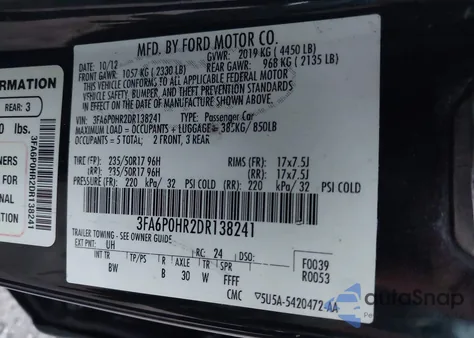 MFD. BY FORD MOTOR CO.
10/12
GVWR: 2019 KG (4450 LB)
FRONT GAWR: 1057 KG (2330 LB)
REAR GAWR: 968 KG (2135 LB)
THIS VEHICLE CONFORMS TO ALL APPLICABLE FEDERAL MOTOR
VEHICLE SAFETY, BUMPER, AND THEFT PREVENTION STANDARDS
IN EFFECT ON THE DATE OF MANUFACTURE SHOWN ABOVE.
VIN: 3FA6P0HR2DR138241 TYPE: Passenger Car
MAXIMUM LOAD = OCCUPANTS + LUGGAGE = 385KG/850LB
OCCUPANTS = 5 TOTAL; 2 FRONT, 3 REAR
TIRE (FR): 235/50R17 96H RIMS (FR): 17x7.5J
(RR): 235/50R17 96H (RR): 17x7.5J
PRESSURE (FR): 220 kPa/ 32 PSI COLD (RR): 220 kPa/ 32 PSI COLD
3FA6P0HR2DR138241
TRAILER TOWING - SEE OWNER GUIDE
EXT PNT: UH RC: 24 DSO: F0039
R0053
INT TR TP/PS R AXLE TR SPR
BW B 30 W FFFF
CMC 5U5A-5420472-AA
ORMATION
REAR: 3
0 lbs.
NERS
3FA6P0HR2DR138241
autoSnap